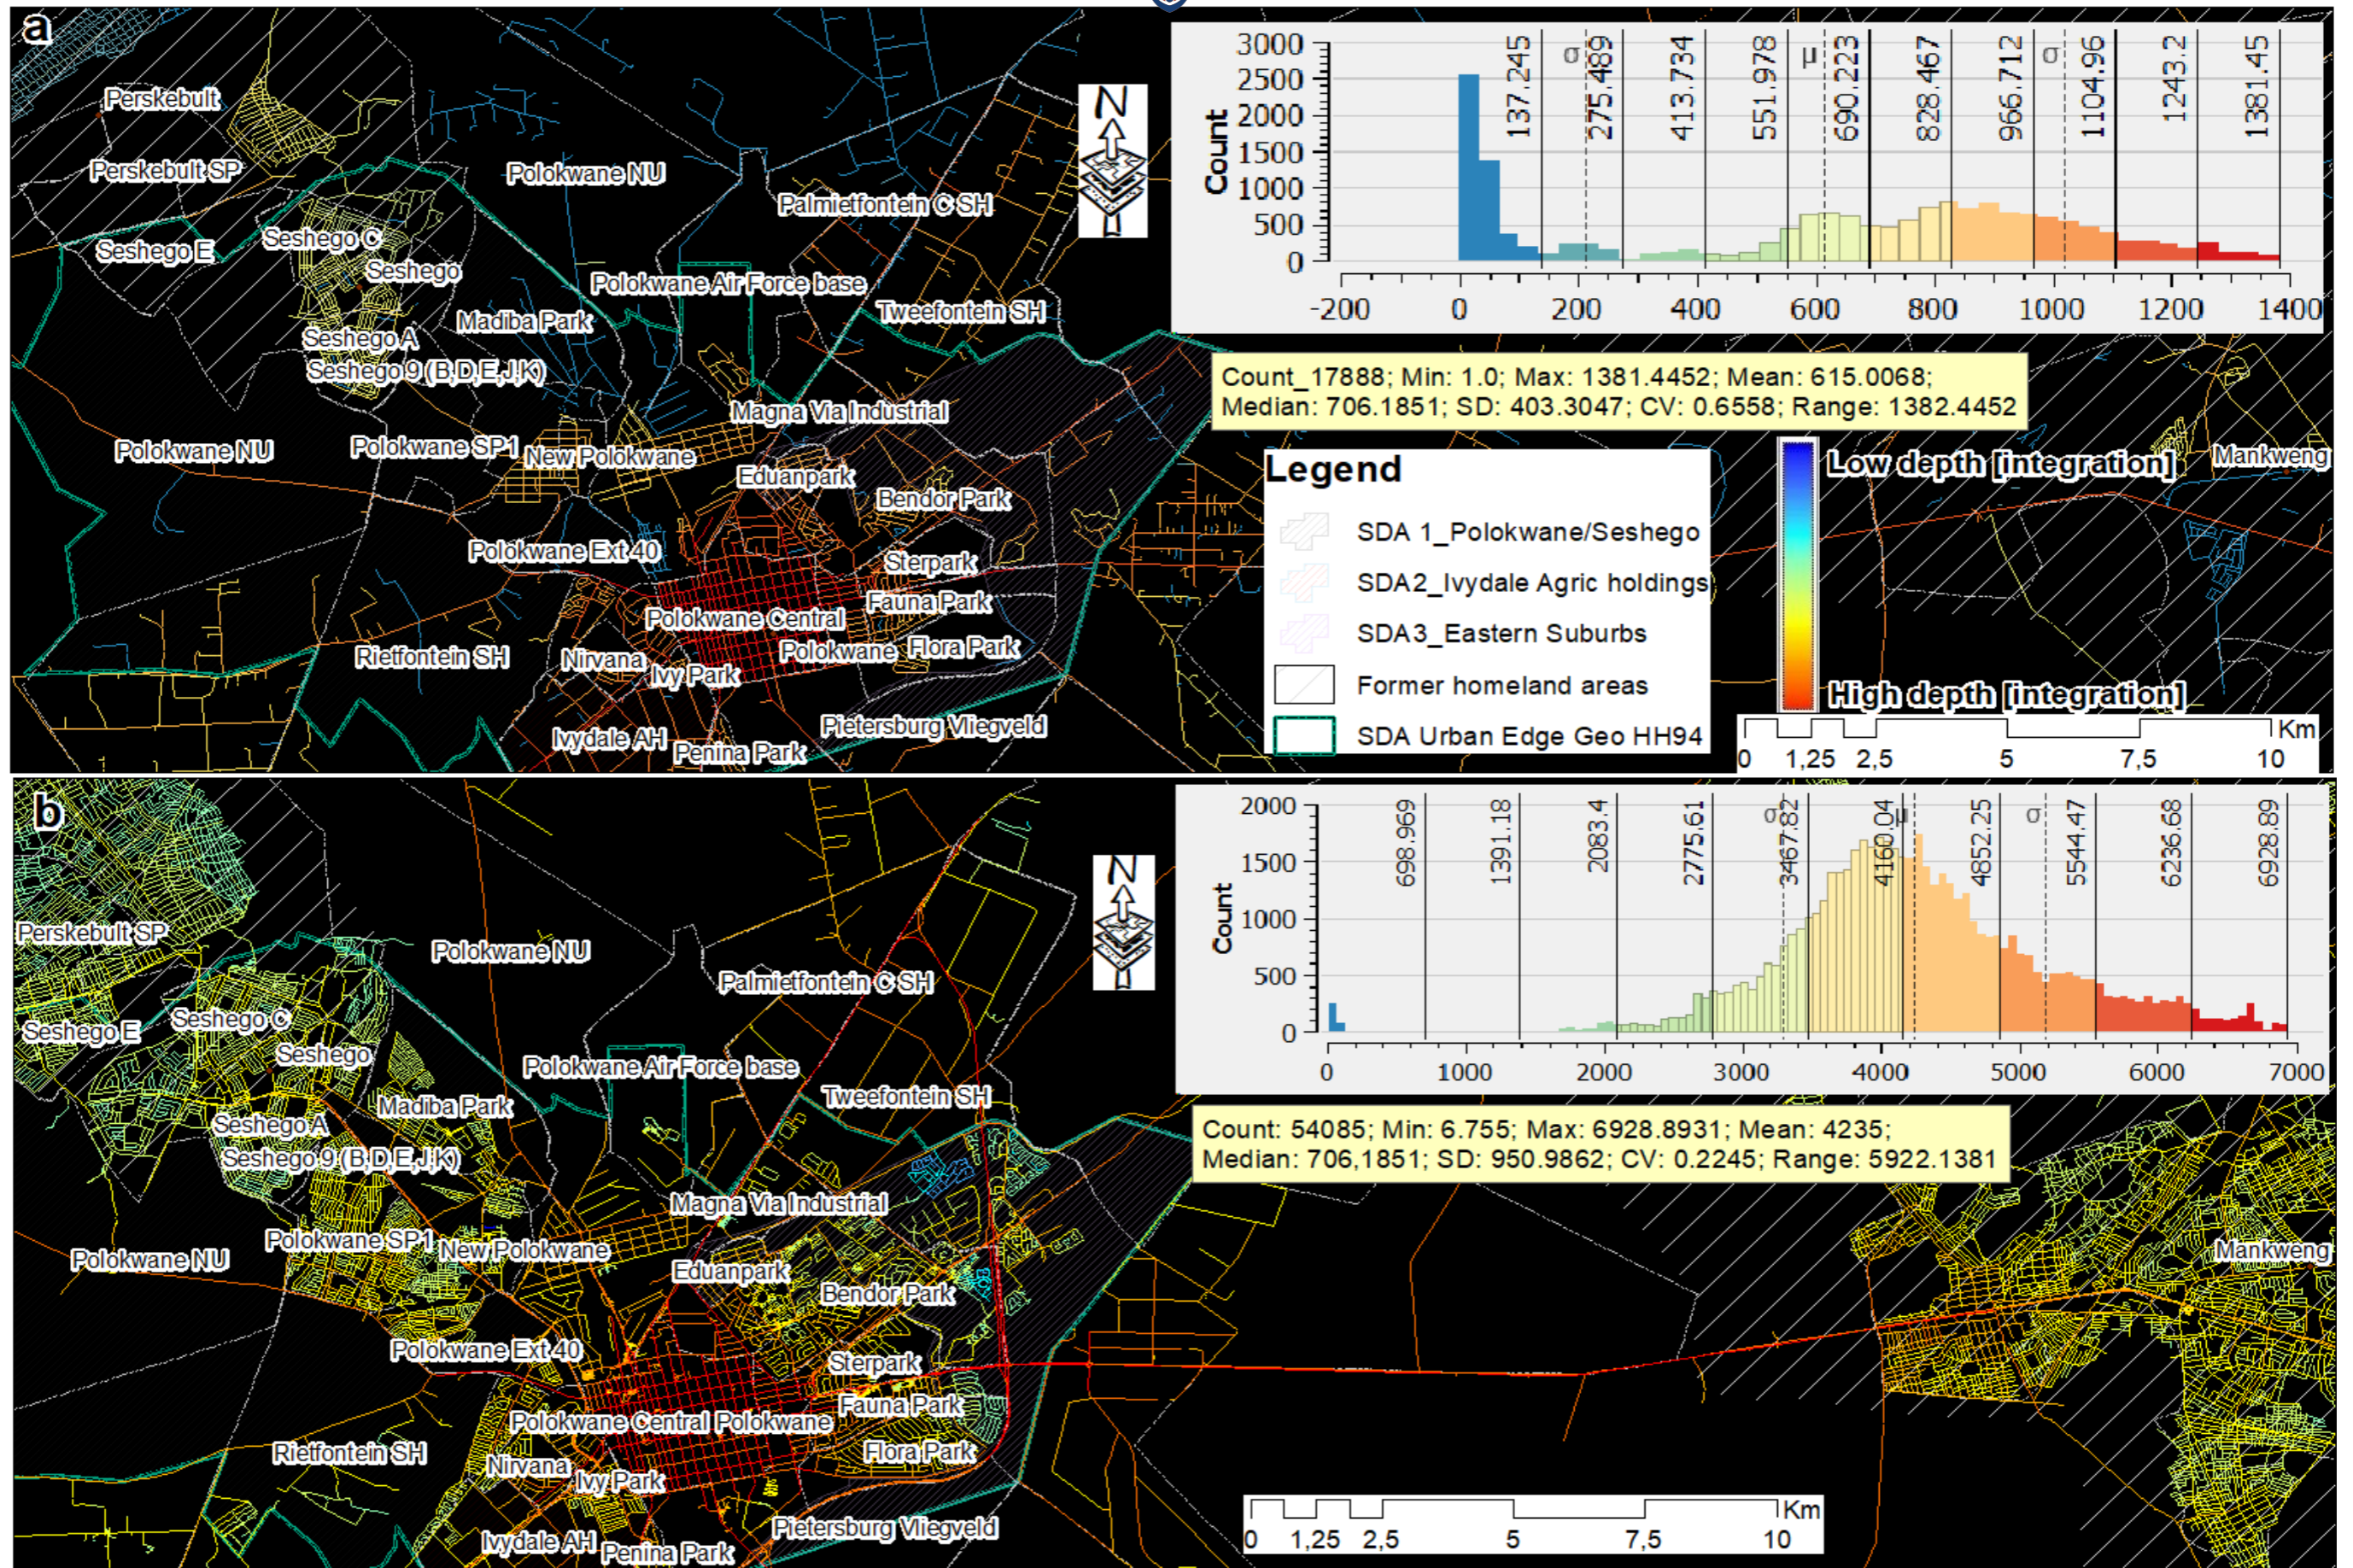 a
3000
2500
2000
1500
1000
500
0
Count
137.245
σ
275.489
413.734
551.978
μ
690.223
828.467
966.712
σ
1104.96
1243.2
1381.45
-200 0 200 400 600 800 1000 1200 1400
Count_17888; Min: 1.0; Max: 1381.4452; Mean: 615.0068;
Median: 706.1851; SD: 403.3047; CV: 0.6558; Range: 1382.4452
N
Perskebult
Perskebult SP
Polokwane NU
Palmietfontein C SH
Seshego E
Seshego C
Seshego
Polokwane Air Force base
Tweefontein SH
Madiba Park
Seshego A
Seshego 9 (B,D,E,J,K)
Magna Via Industrial
Polokwane NU
Polokwane SP1
New Polokwane
Eduanpark
Bendor Park
Polokwane Ext 40
Sterpark
Fauna Park
Polokwane Central
Polokwane
Flora Park
Rietfontein SH
Nirvana
Ivy Park
Pietersburg Vliegveld
Ivydale AH
Penina Park
Mankweng
Legend
SDA 1_Polokwane/Seshego
SDA2_Ivydale Agric holdings
SDA3_Eastern Suburbs
Former homeland areas
SDA Urban Edge Geo HH94
Low depth [integration]
High depth [integration]
Km
0 1,25 2,5 5 7,5 10
b
2000
1500
1000
500
0
Count
698.969
1391.18
2083.4
2775.61
σ
3467.82
4160.04
μ
4852.25
σ
5544.47
6236.68
6928.89
0 1000 2000 3000 4000 5000 6000 7000
Count: 54085; Min: 6.755; Max: 6928.8931; Mean: 4235;
Median: 706,1851; SD: 950.9862; CV: 0.2245; Range: 5922.1381
N
Perskebult SP
Polokwane NU
Palmietfontein C SH
Seshego E
Seshego C
Seshego
Polokwane Air Force base
Tweefontein SH
Madiba Park
Seshego A
Seshego 9 (B,D,E,J,K)
Magna Via Industrial
Polokwane NU
Polokwane SP1
New Polokwane
Eduanpark
Bendor Park
Mankweng
Polokwane Ext 40
Sterpark
Fauna Park
Polokwane Central
Polokwane
Flora Park
Rietfontein SH
Nirvana
Ivy Park
Pietersburg Vliegveld
Ivydale AH
Penina Park
Km
0 1,25 2,5 5 7,5 10